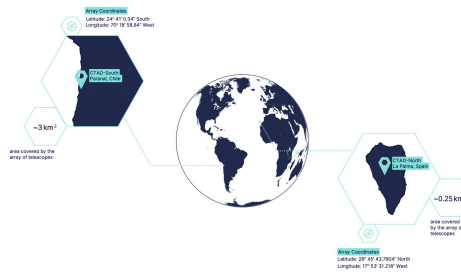 Array Coordinates
Latitude: 24° 41' 0.34" South
Longitude: 70° 18' 58.84" West
CTAO-South
Paranal, Chile
~3 km²
area covered by the
array of telescopes
CTAO-North
La Palma, Spain
~0.25 km
area covered
by the array o
telescopes
Array Coordinates
Latitude: 28° 45' 43.7904" North
Longitude: 17° 53' 31.218" West